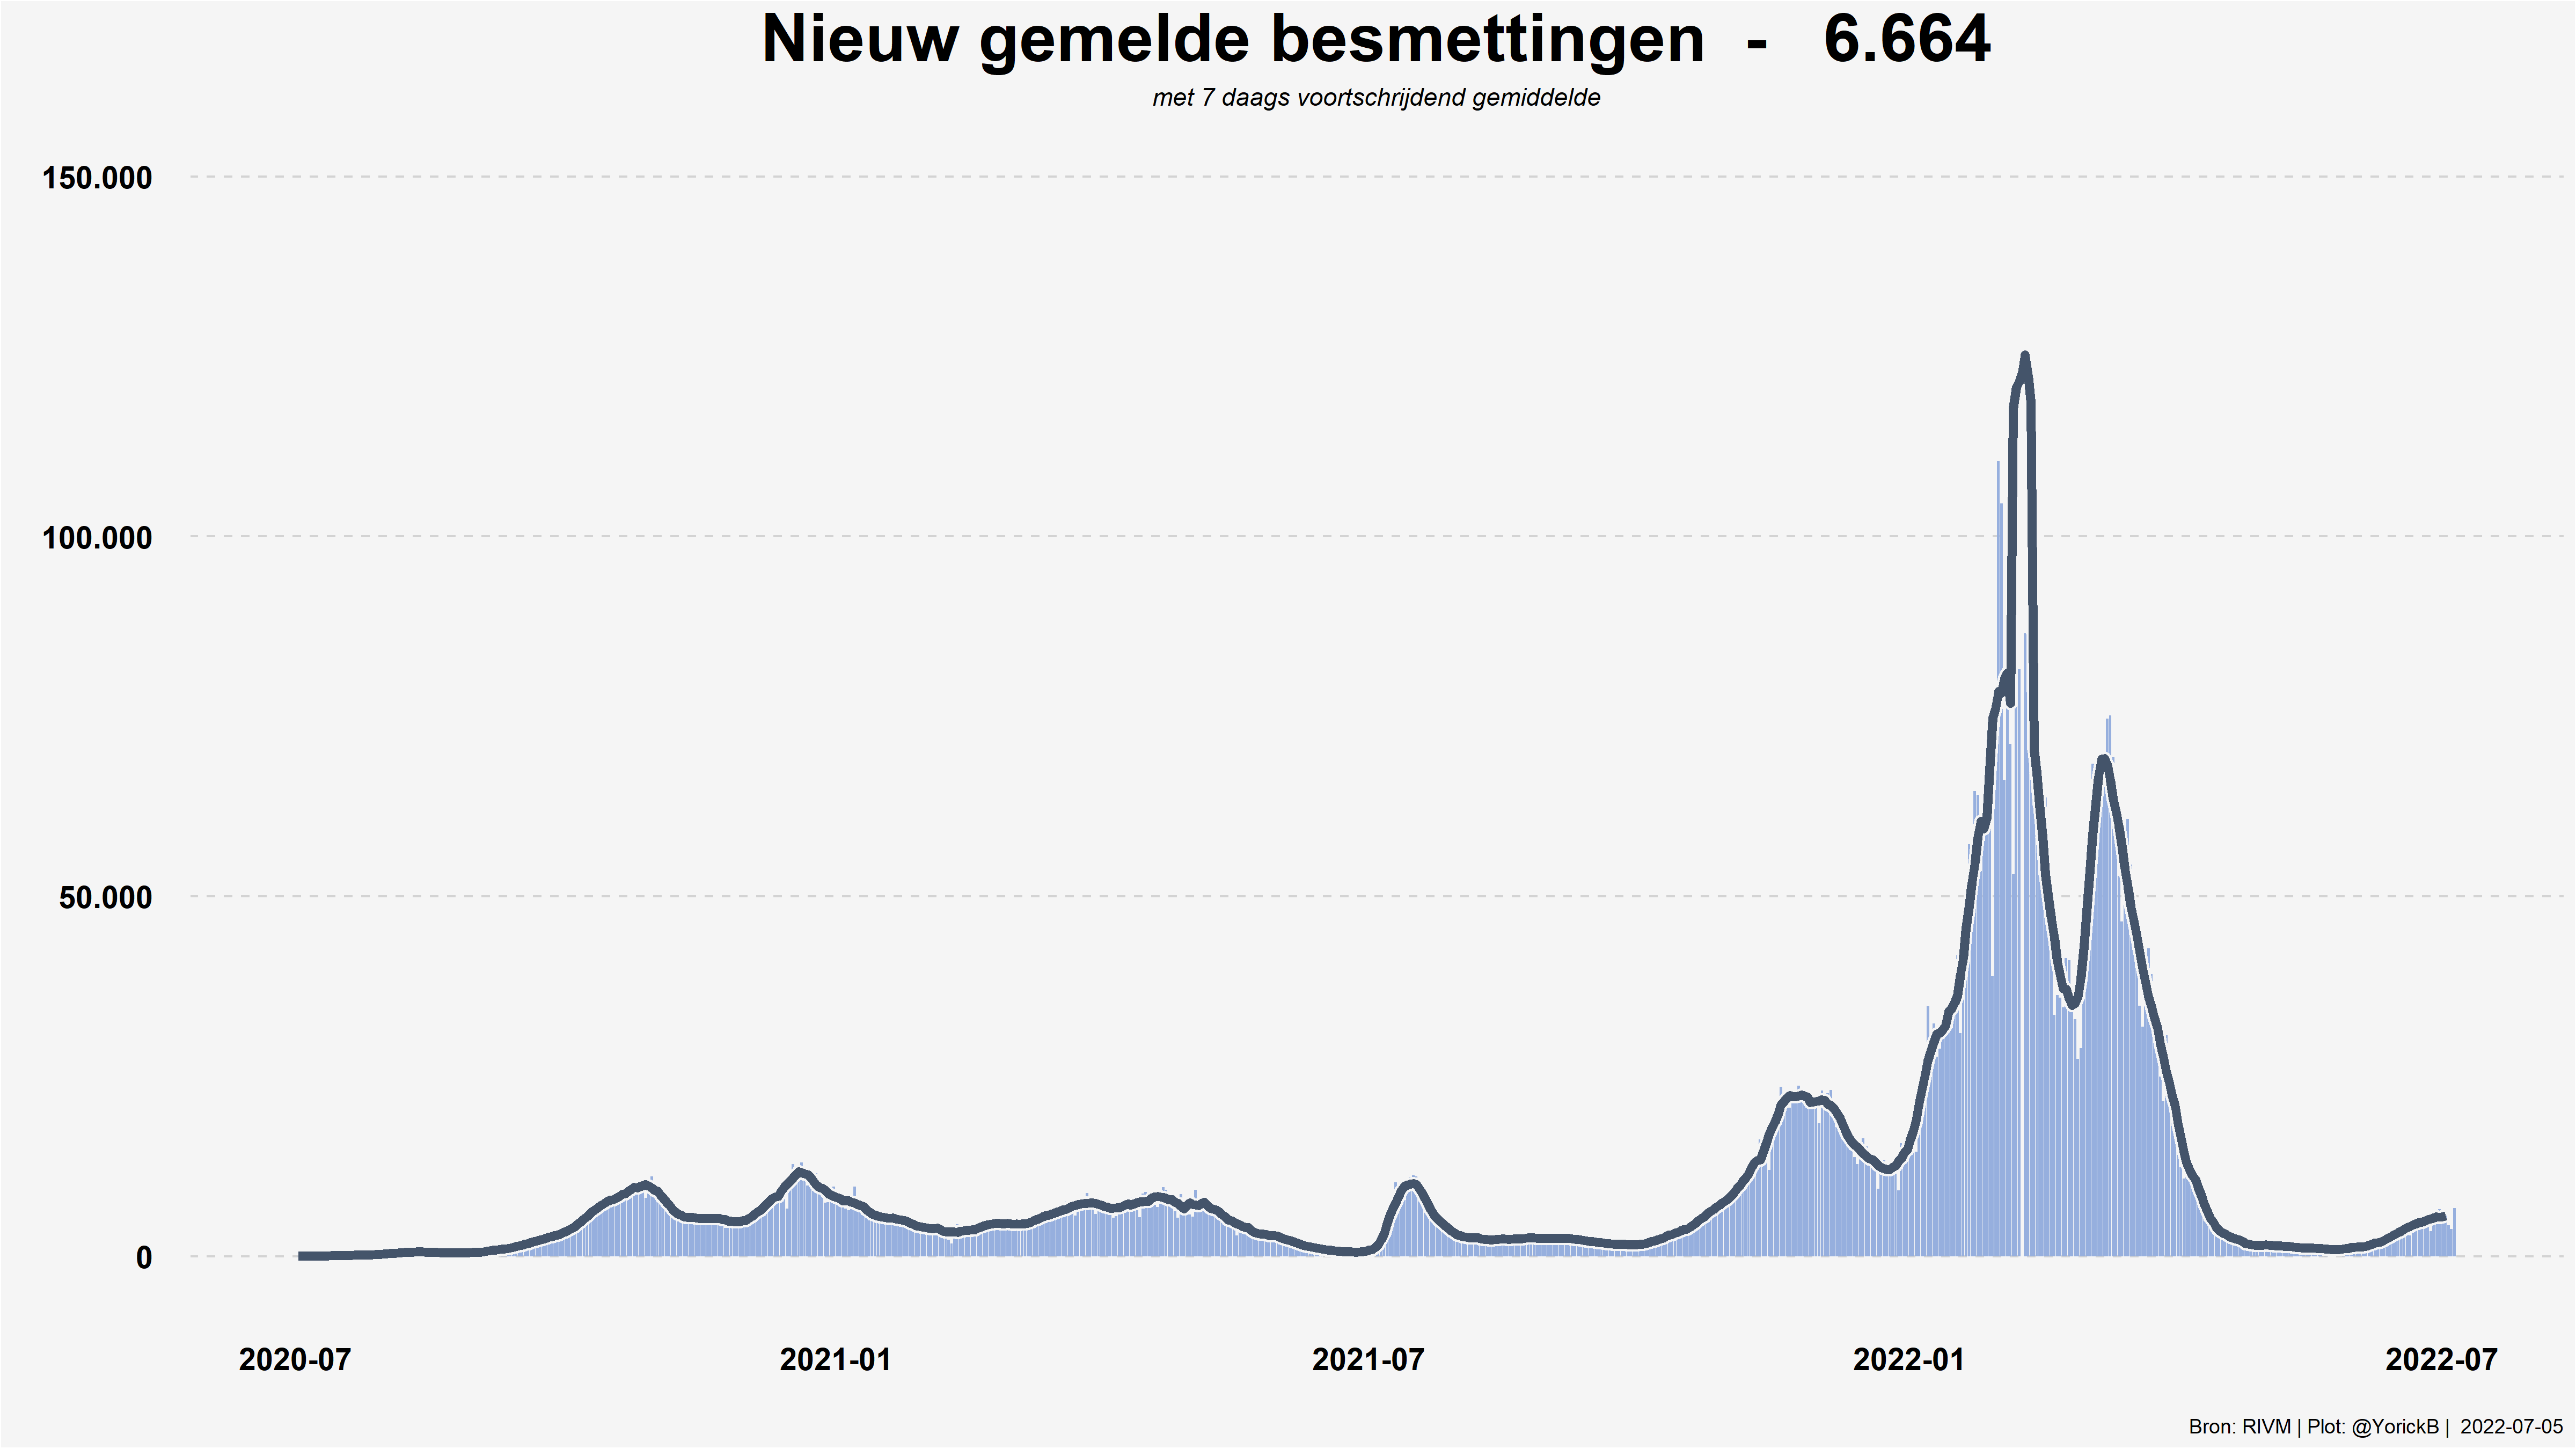 Nieuw gemelde besmettingen - 6.664
met 7 daags voortschrijdend gemiddelde
150.000
100.000
50.000
0
2020-07 2021-01 2021-07 2022-01 2022-07
Bron: RIVM | Plot: @YorickB | 2022-07-05